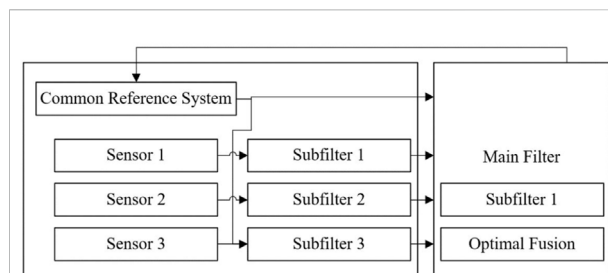 Common Reference System
Sensor 1
Subfilter 1
Main Filter
Sensor 2
Subfilter 2
Subfilter 1
Sensor 3
Subfilter 3
Optimal Fusion